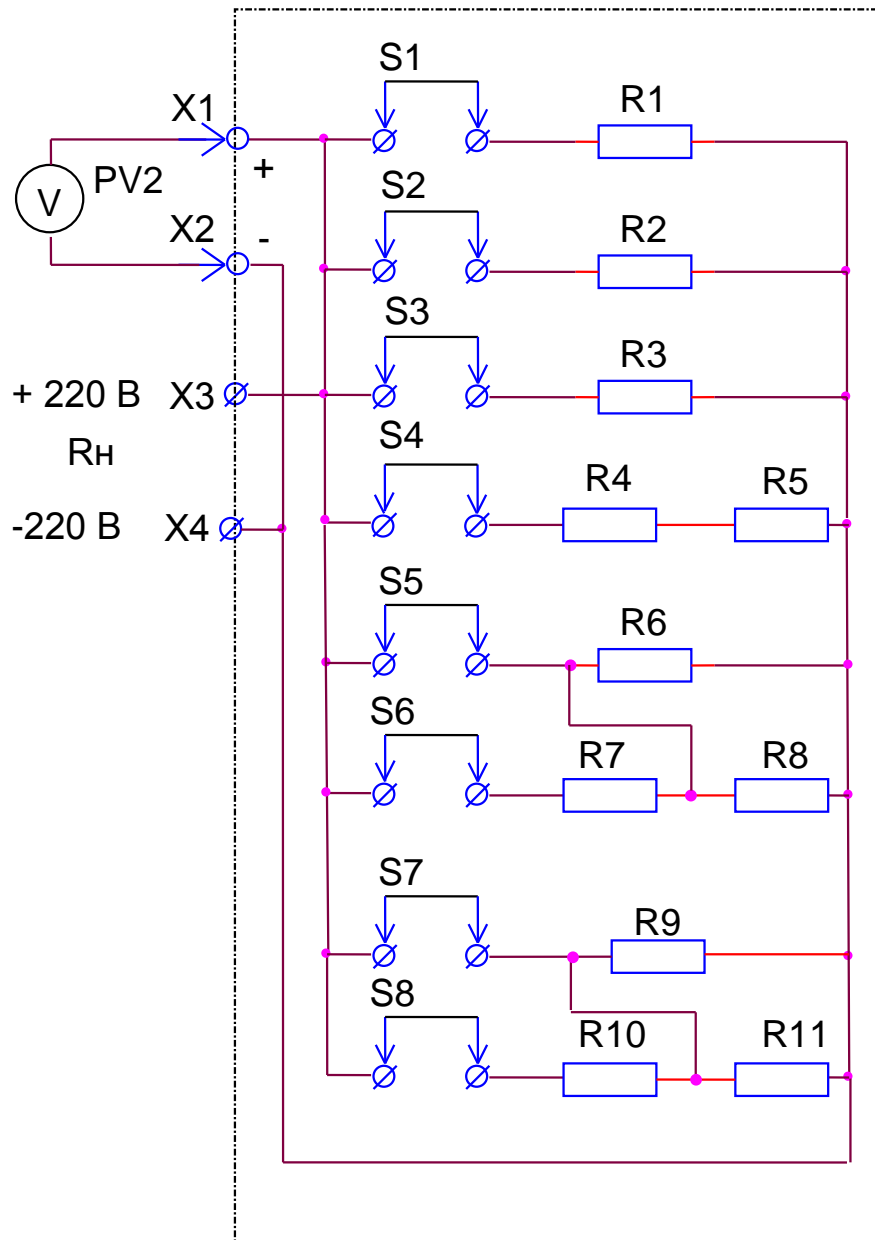 S1
X1
R1
+
PV2
V
S2
X2
-
R2
S3
R3
+ 220 В
X3
Rн
S4
R4
R5
-220 В
X4
S5
R6
S6
R7
R8
S7
R9
S8
R10
R11